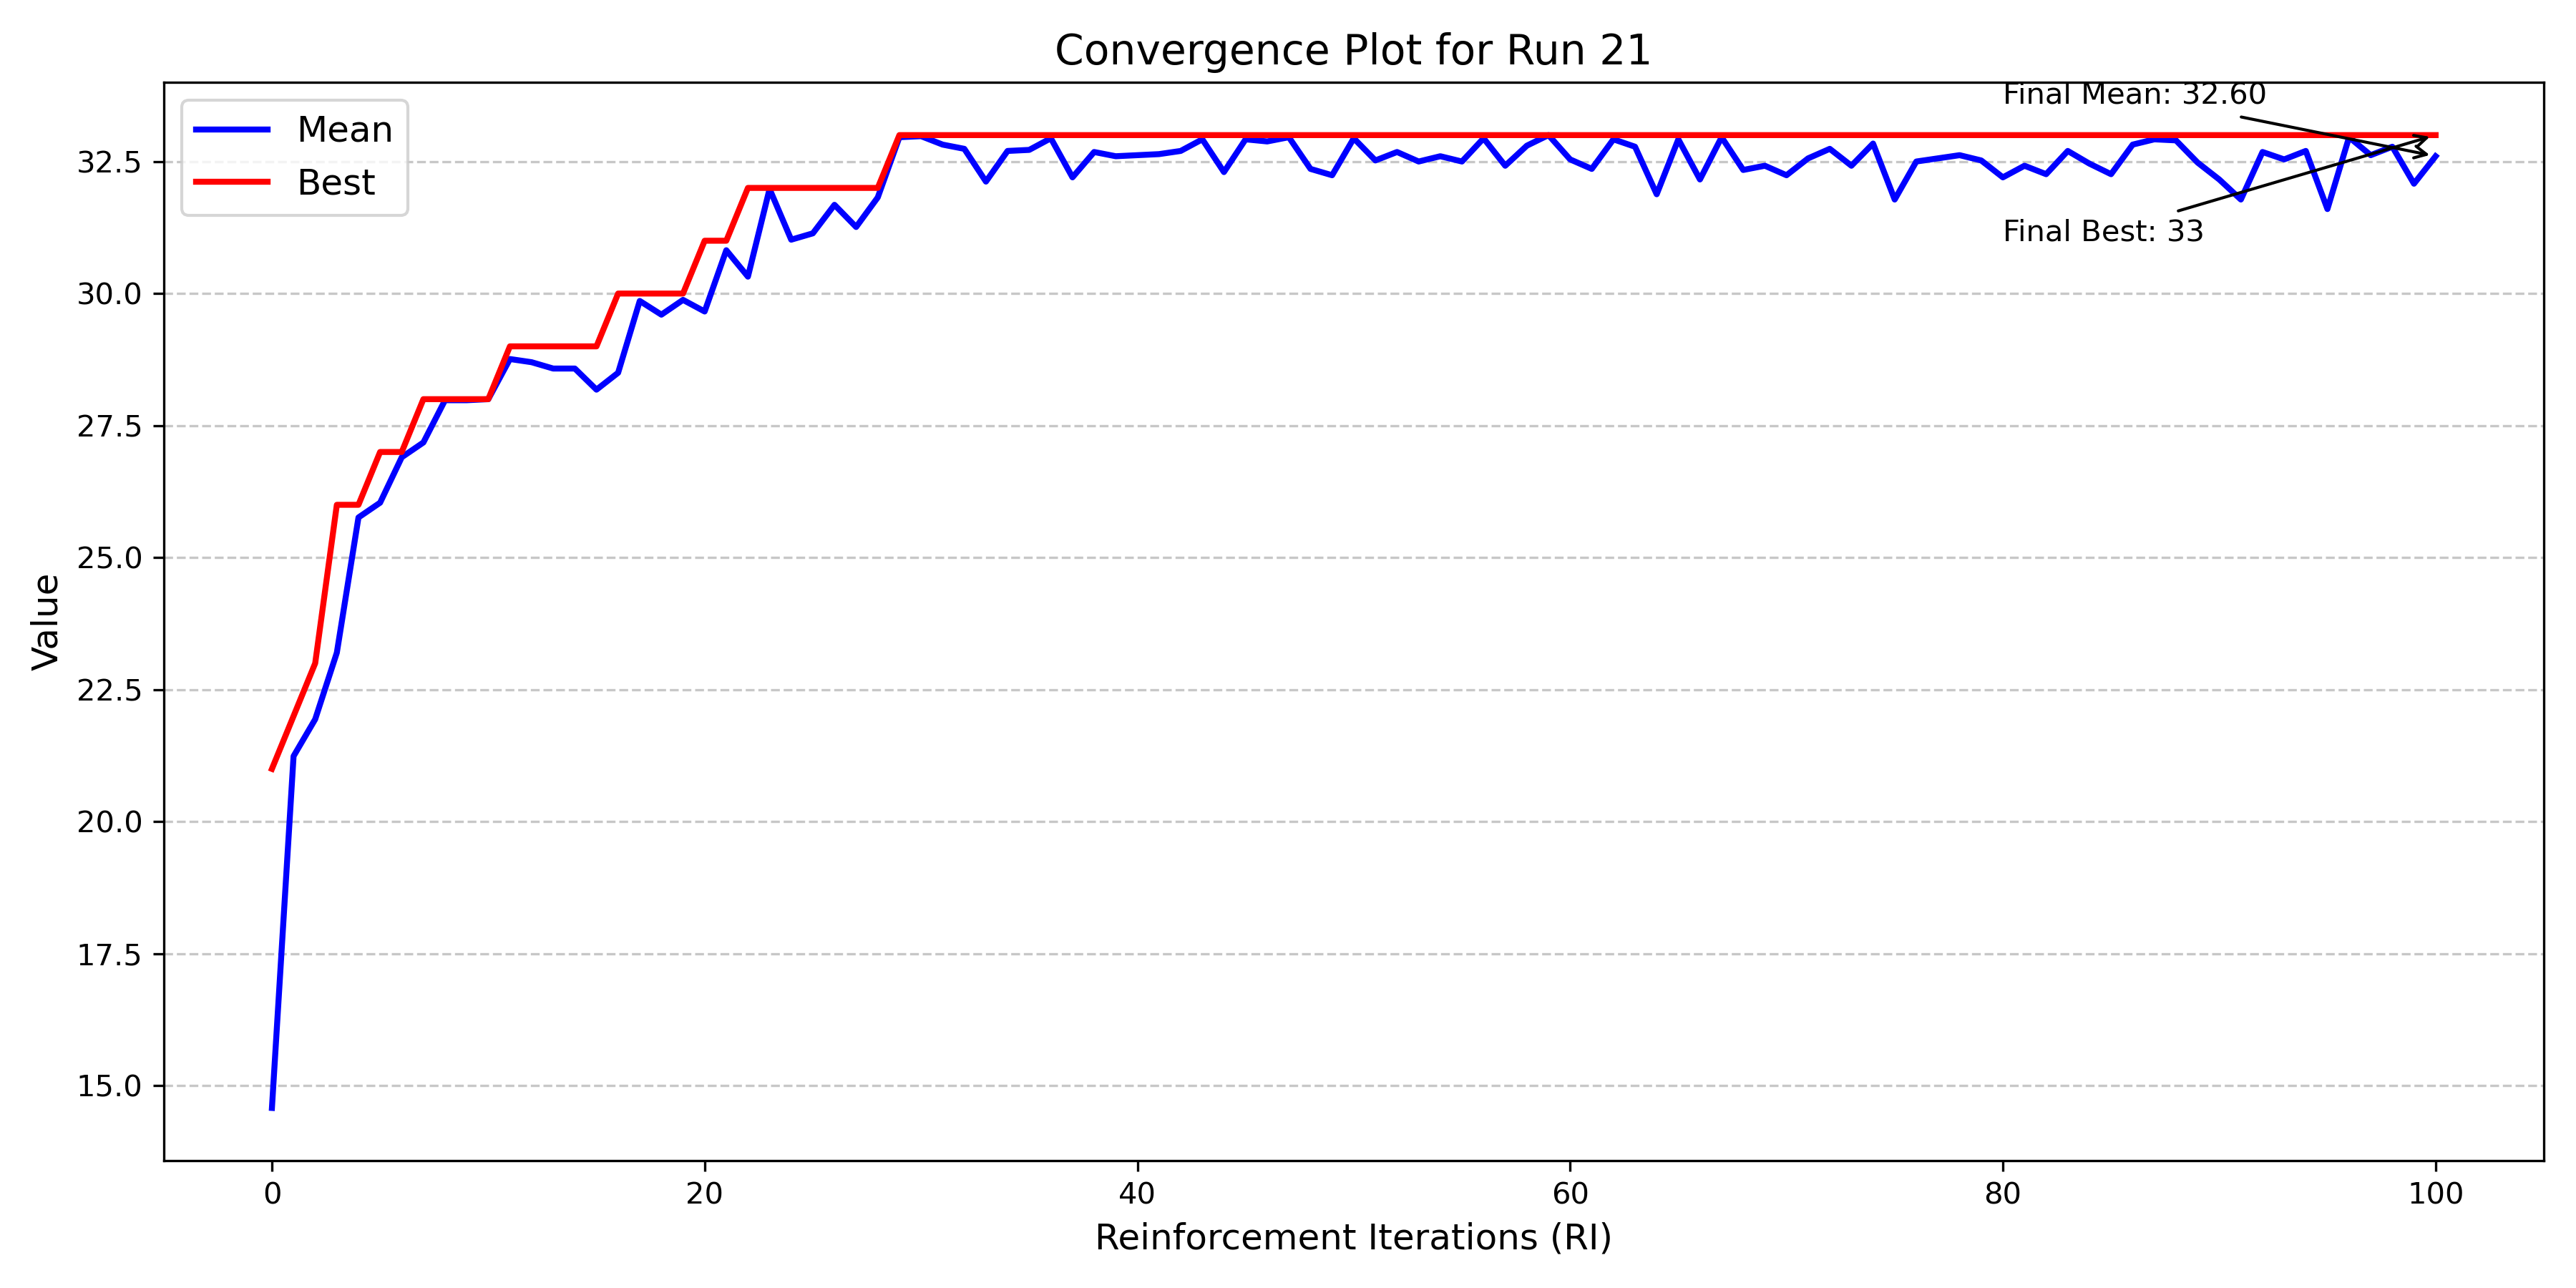 Convergence Plot for Run 21
Final Mean: 32.60
Mean
Best
Final Best: 33
32.5
30.0
27.5
25.0
22.5
20.0
17.5
15.0
Value
0 20 40 60 80 100
Reinforcement Iterations (RI)